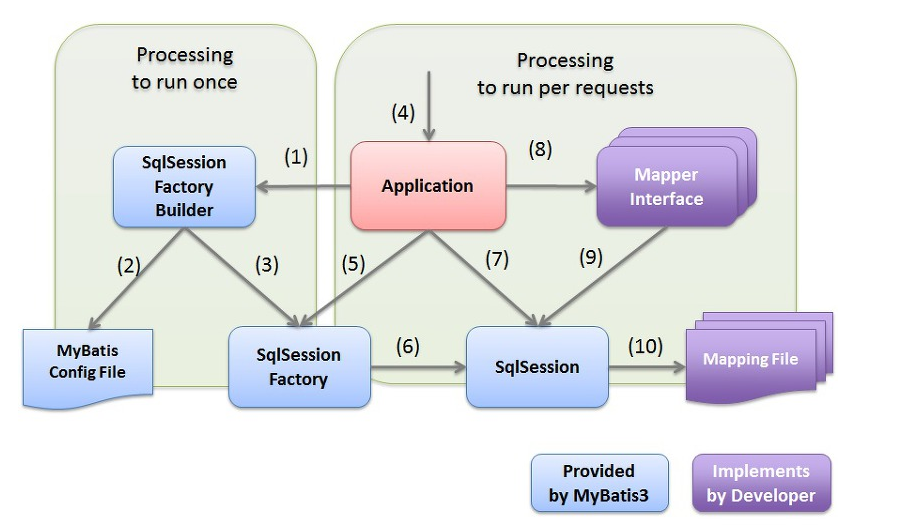 Processing
to run once
Processing
to run per requests
(4)
(1)
(8)
SqlSession
Factory
Builder
Application
Mapper
Interface
(2)
(3)
(5)
(7)
(9)
MyBatis
Config File
SqlSession
Factory
(6)
SqlSession
(10)
Mapping File
Provided
by MyBatis3
Implements
by Developer